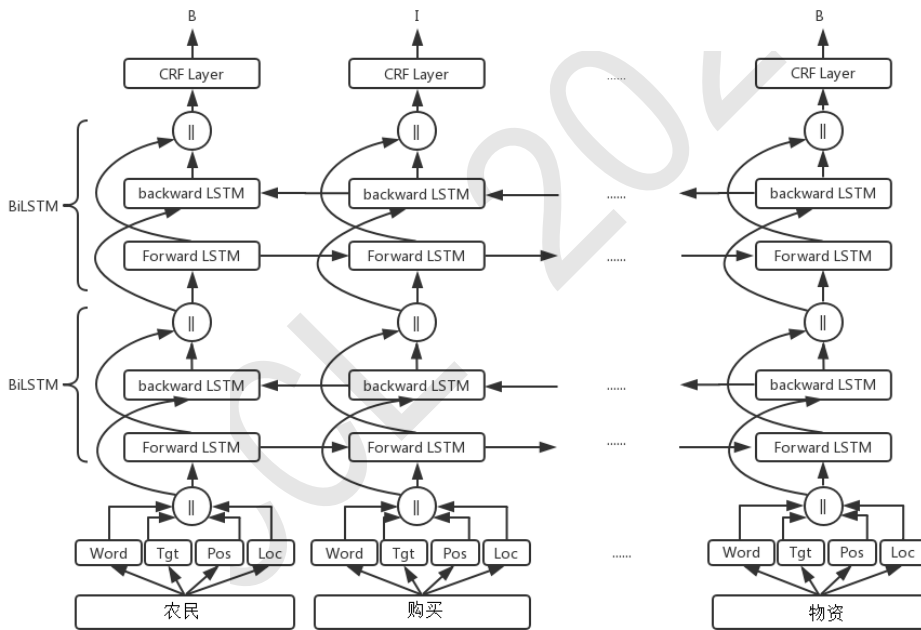 B I B
CRF Layer CRF Layer ...... CRF Layer
|| || ||
BiLSTM
backward LSTM backward LSTM ...... backward LSTM
Forward LSTM Forward LSTM ...... Forward LSTM
|| || ||
BiLSTM
backward LSTM backward LSTM ...... backward LSTM
Forward LSTM Forward LSTM ...... Forward LSTM
|| || ||
Word Tgt Pos Loc Word Tgt Pos Loc ...... Word Tgt Pos Loc
农民 购买 物资